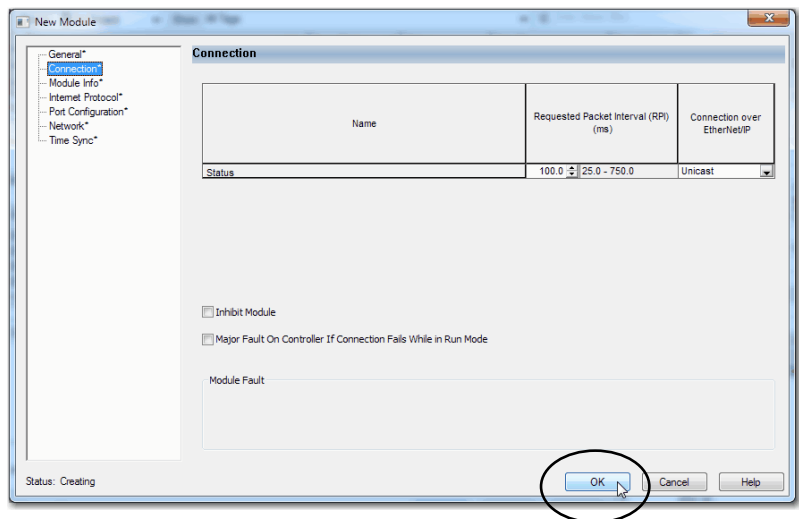 New Module
General*
Connection*
Module Info*
Internet Protocol*
Port Configuration*
Network*
Time Sync*
Connection
Name
Requested Packet Interval (RPI)
(ms)
Connection over
EtherNet/IP
Status
100.0
25.0 - 750.0
Unicast
Inhibit Module
Major Fault On Controller If Connection Fails While in Run Mode
Module Fault
Status: Creating
OK
Cancel
Help